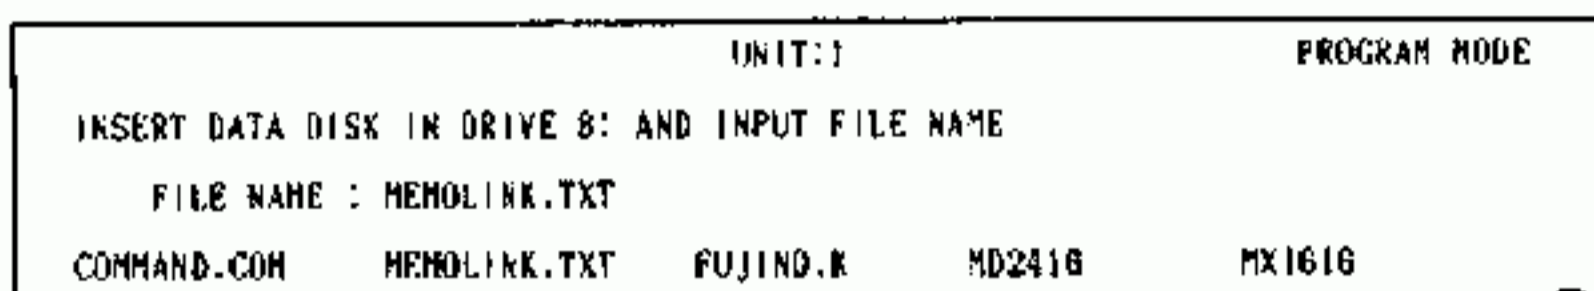 UNIT:1 PROGRAM MODE
INSERT DATA DISK IN DRIVE B: AND INPUT FILE NAME
FILE NAME : MEMOLINK.TXT
COMMAND.COM MEMOLINK.TXT FUJINO.K MD2416 MX1616